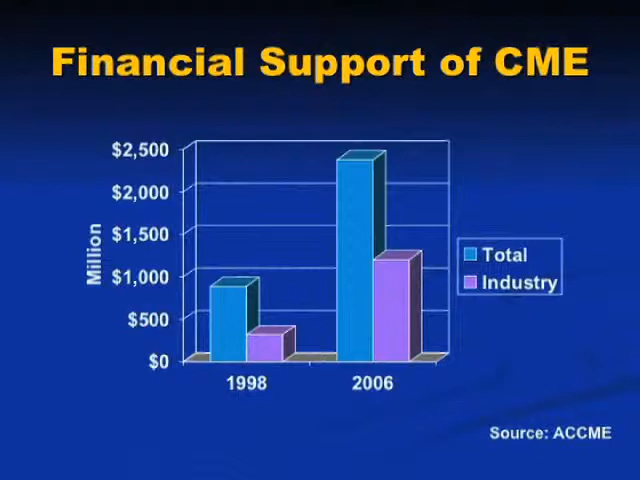 Financial Support of CME
$2,500
$2,000
$1,500
$1,000
$500
$0
Million
1998
2006
Total
Industry
Source: ACCME